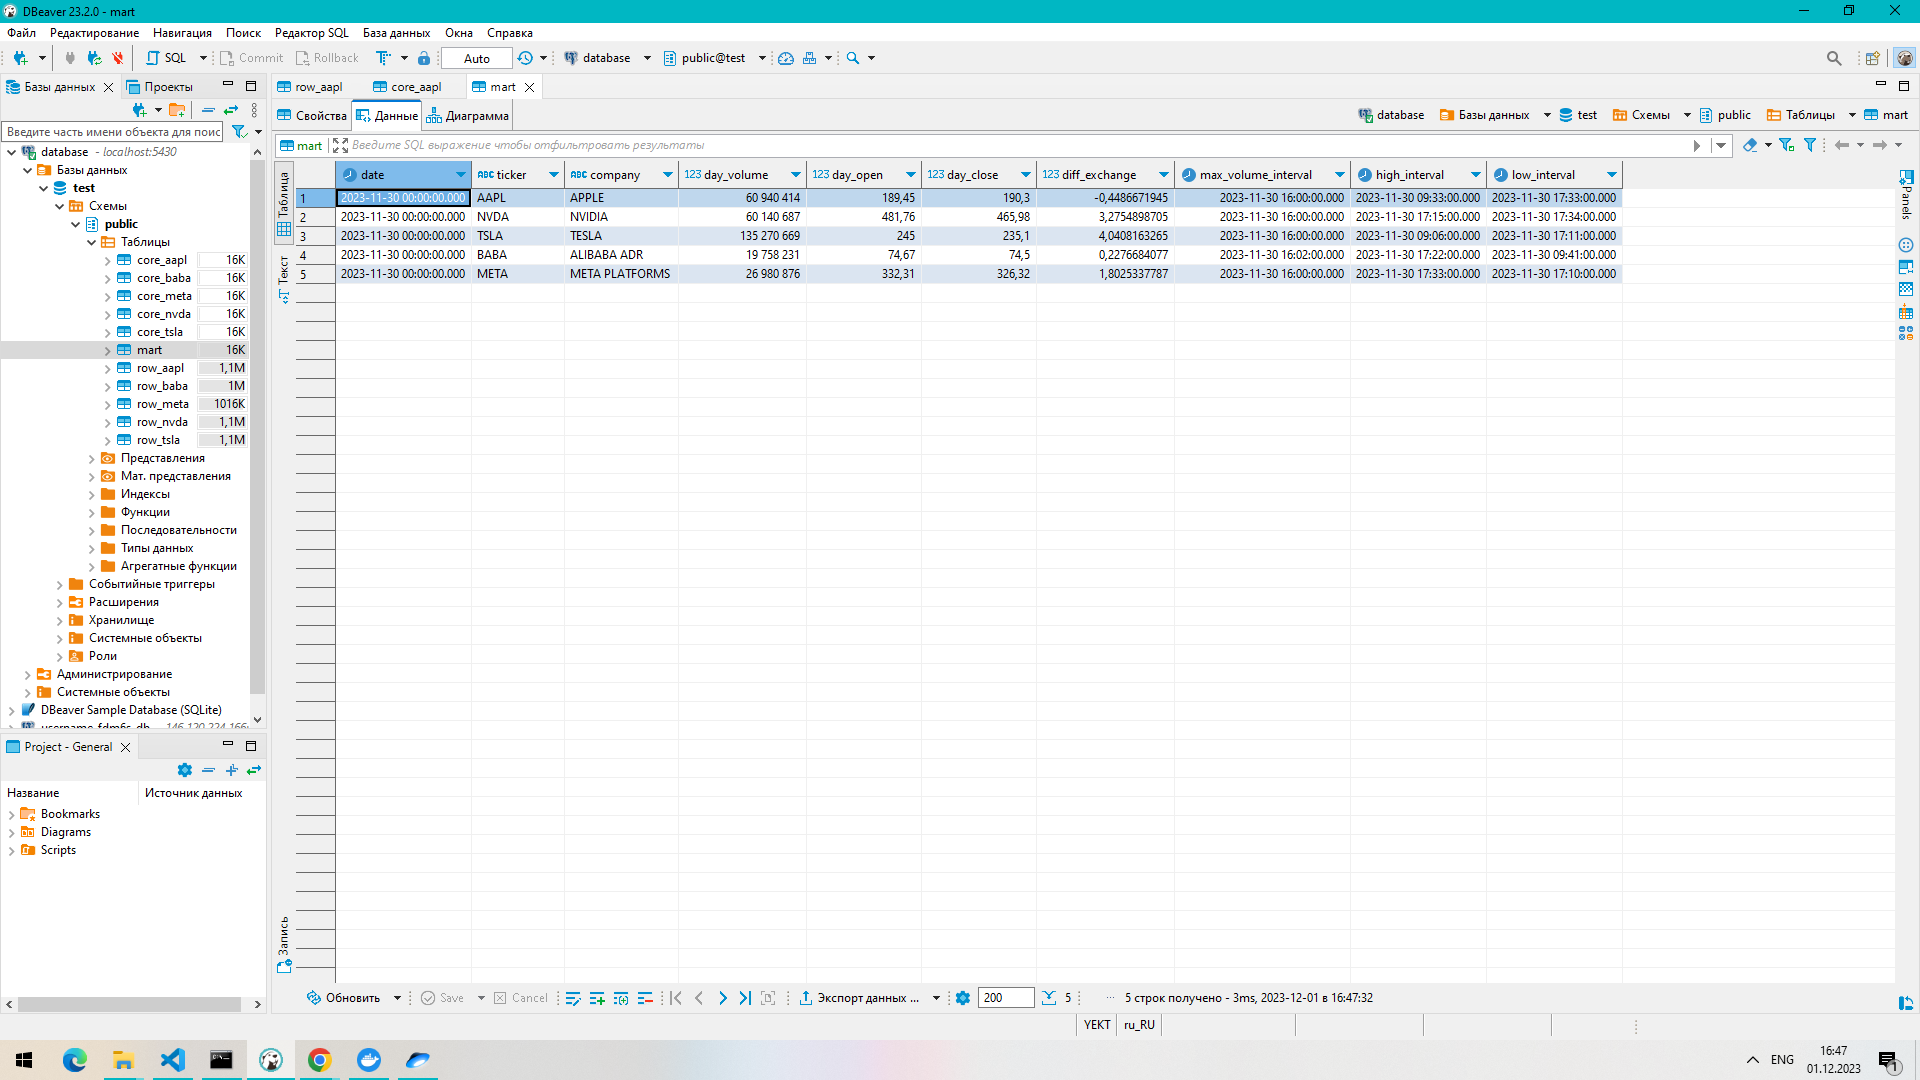 DBeaver 23.2.0 - mart
Файл Редактирование Навигация Поиск Редактор SQL База данных Окна Справка
SQL Commit Rollback Auto database public@test
Базы данных Проекты
row_aapl core_aapl mart
Свойства Данные Диаграмма
database Базы данных test Схемы public Таблицы mart
Введите часть имени объекта для поис
mart Введите SQL выражение чтобы отфильтровать результаты
database - localhost:5430
Базы данных
test
Схемы
public
Таблицы
core_aapl 16K
core_baba 16K
core_meta 16K
core_nvda 16K
core_tsla 16K
mart 16K
row_aapl 1,1M
row_baba 1M
row_meta 1016K
row_nvda 1,1M
row_tsla 1,1M
Представления
Мат. представления
Индексы
Функции
Последовательности
Типы данных
Агрегатные функции
Событийные триггеры
Расширения
Хранилище
Системные объекты
Роли
Администрирование
Системные объекты
DBeaver Sample Database (SQLite)
Project - General
Название Источник данных
Bookmarks
Diagrams
Scripts
Таблица
Текст
Запись
date ABC ticker ABC company 123 day_volume 123 day_open 123 day_close 123 diff_exchange max_volume_interval high_interval low_interval
1 2023-11-30 00:00:00.000 AAPL APPLE 60 940 414 189,45 190,3 -0,4486671945 2023-11-30 16:00:00.000 2023-11-30 09:33:00.000 2023-11-30 17:33:00.000
2 2023-11-30 00:00:00.000 NVDA NVIDIA 60 140 687 481,76 465,98 3,2754898705 2023-11-30 16:00:00.000 2023-11-30 17:15:00.000 2023-11-30 17:34:00.000
3 2023-11-30 00:00:00.000 TSLA TESLA 135 270 669 245 235,1 4,0408163265 2023-11-30 16:00:00.000 2023-11-30 09:06:00.000 2023-11-30 17:11:00.000
4 2023-11-30 00:00:00.000 BABA ALIBABA ADR 19 758 231 74,67 74,5 0,2276684077 2023-11-30 16:02:00.000 2023-11-30 17:22:00.000 2023-11-30 09:41:00.000
5 2023-11-30 00:00:00.000 META META PLATFORMS 26 980 876 332,31 326,32 1,8025337787 2023-11-30 16:00:00.000 2023-11-30 17:33:00.000 2023-11-30 17:10:00.000
Panels
Обновить Save Cancel Экспорт данных ... 200 5 ... 5 строк получено - 3ms, 2023-12-01 в 16:47:32
YEKT ru_RU
ENG 16:47
01.12.2023 1